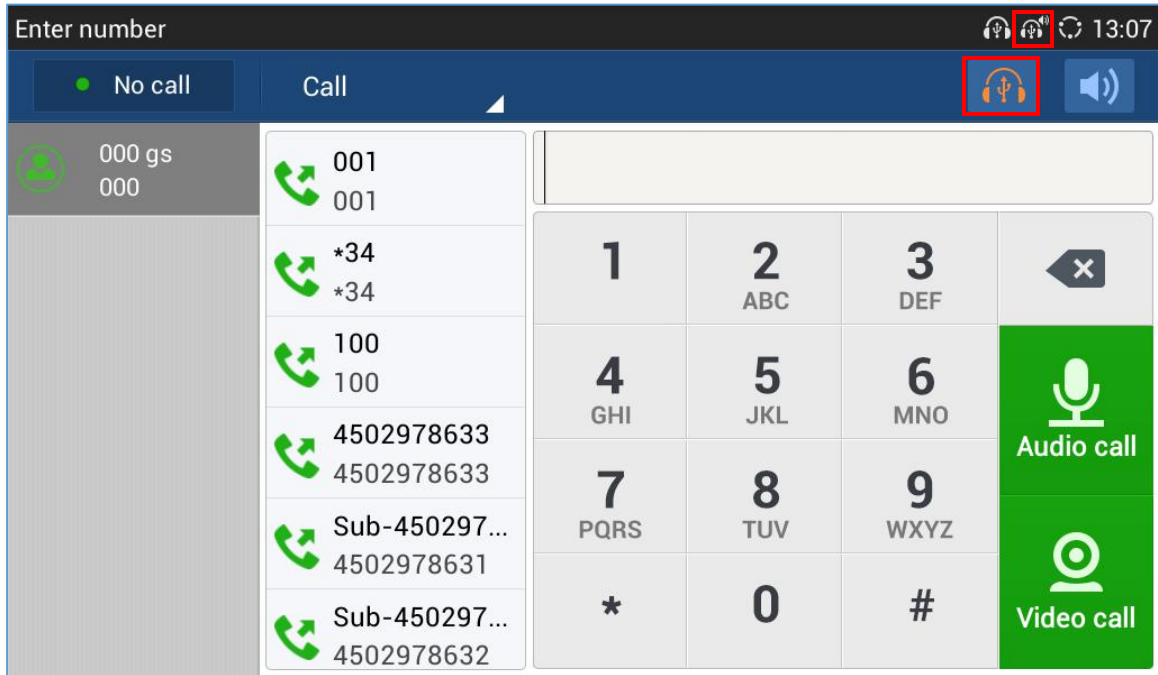 Enter number
13:07
No call
Call
000 gs
000
001
001
*34
*34
100
100
4502978633
4502978633
Sub-450297...
4502978631
Sub-450297...
4502978632
1
2
ABC
3
DEF
4
GHI
5
JKL
6
MNO
7
PQRS
8
TUV
9
WXYZ
*
0
#
Audio call
Video call